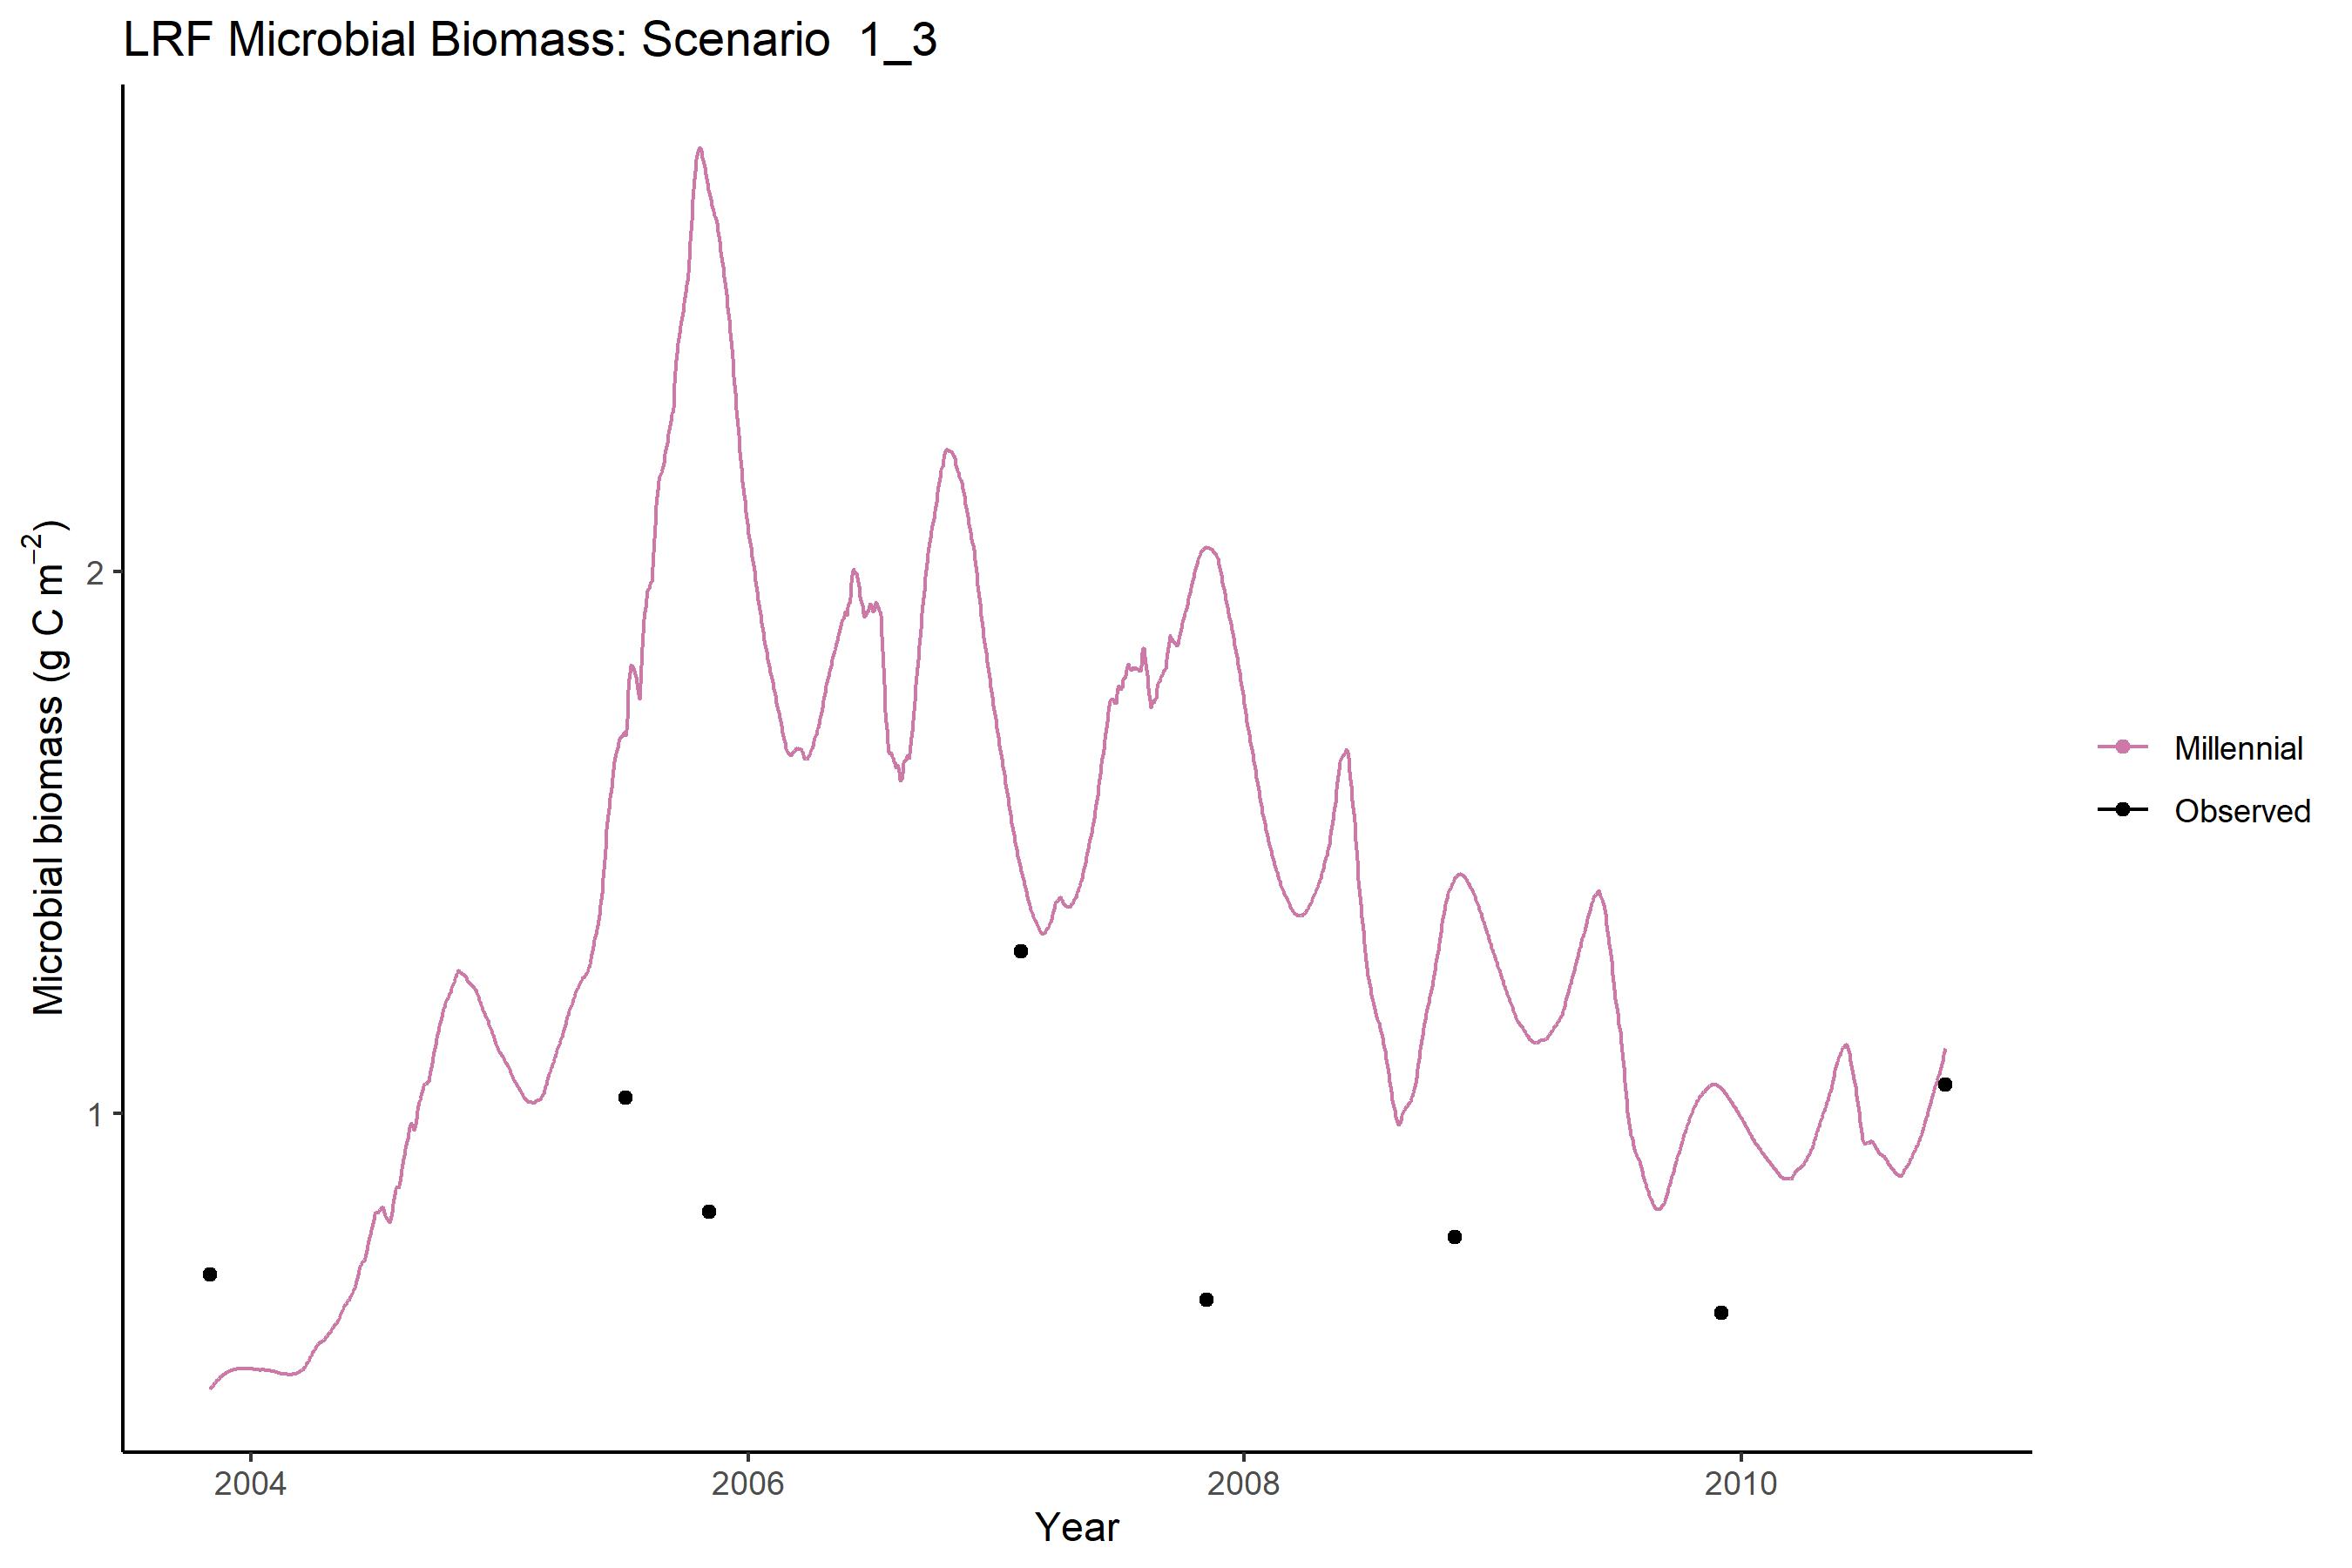 LRF Microbial Biomass: Scenario  1_3
Microbial biomass (g C m⁻²)
2
1
2004
2006
2008
2010
Year
Millennial
Observed